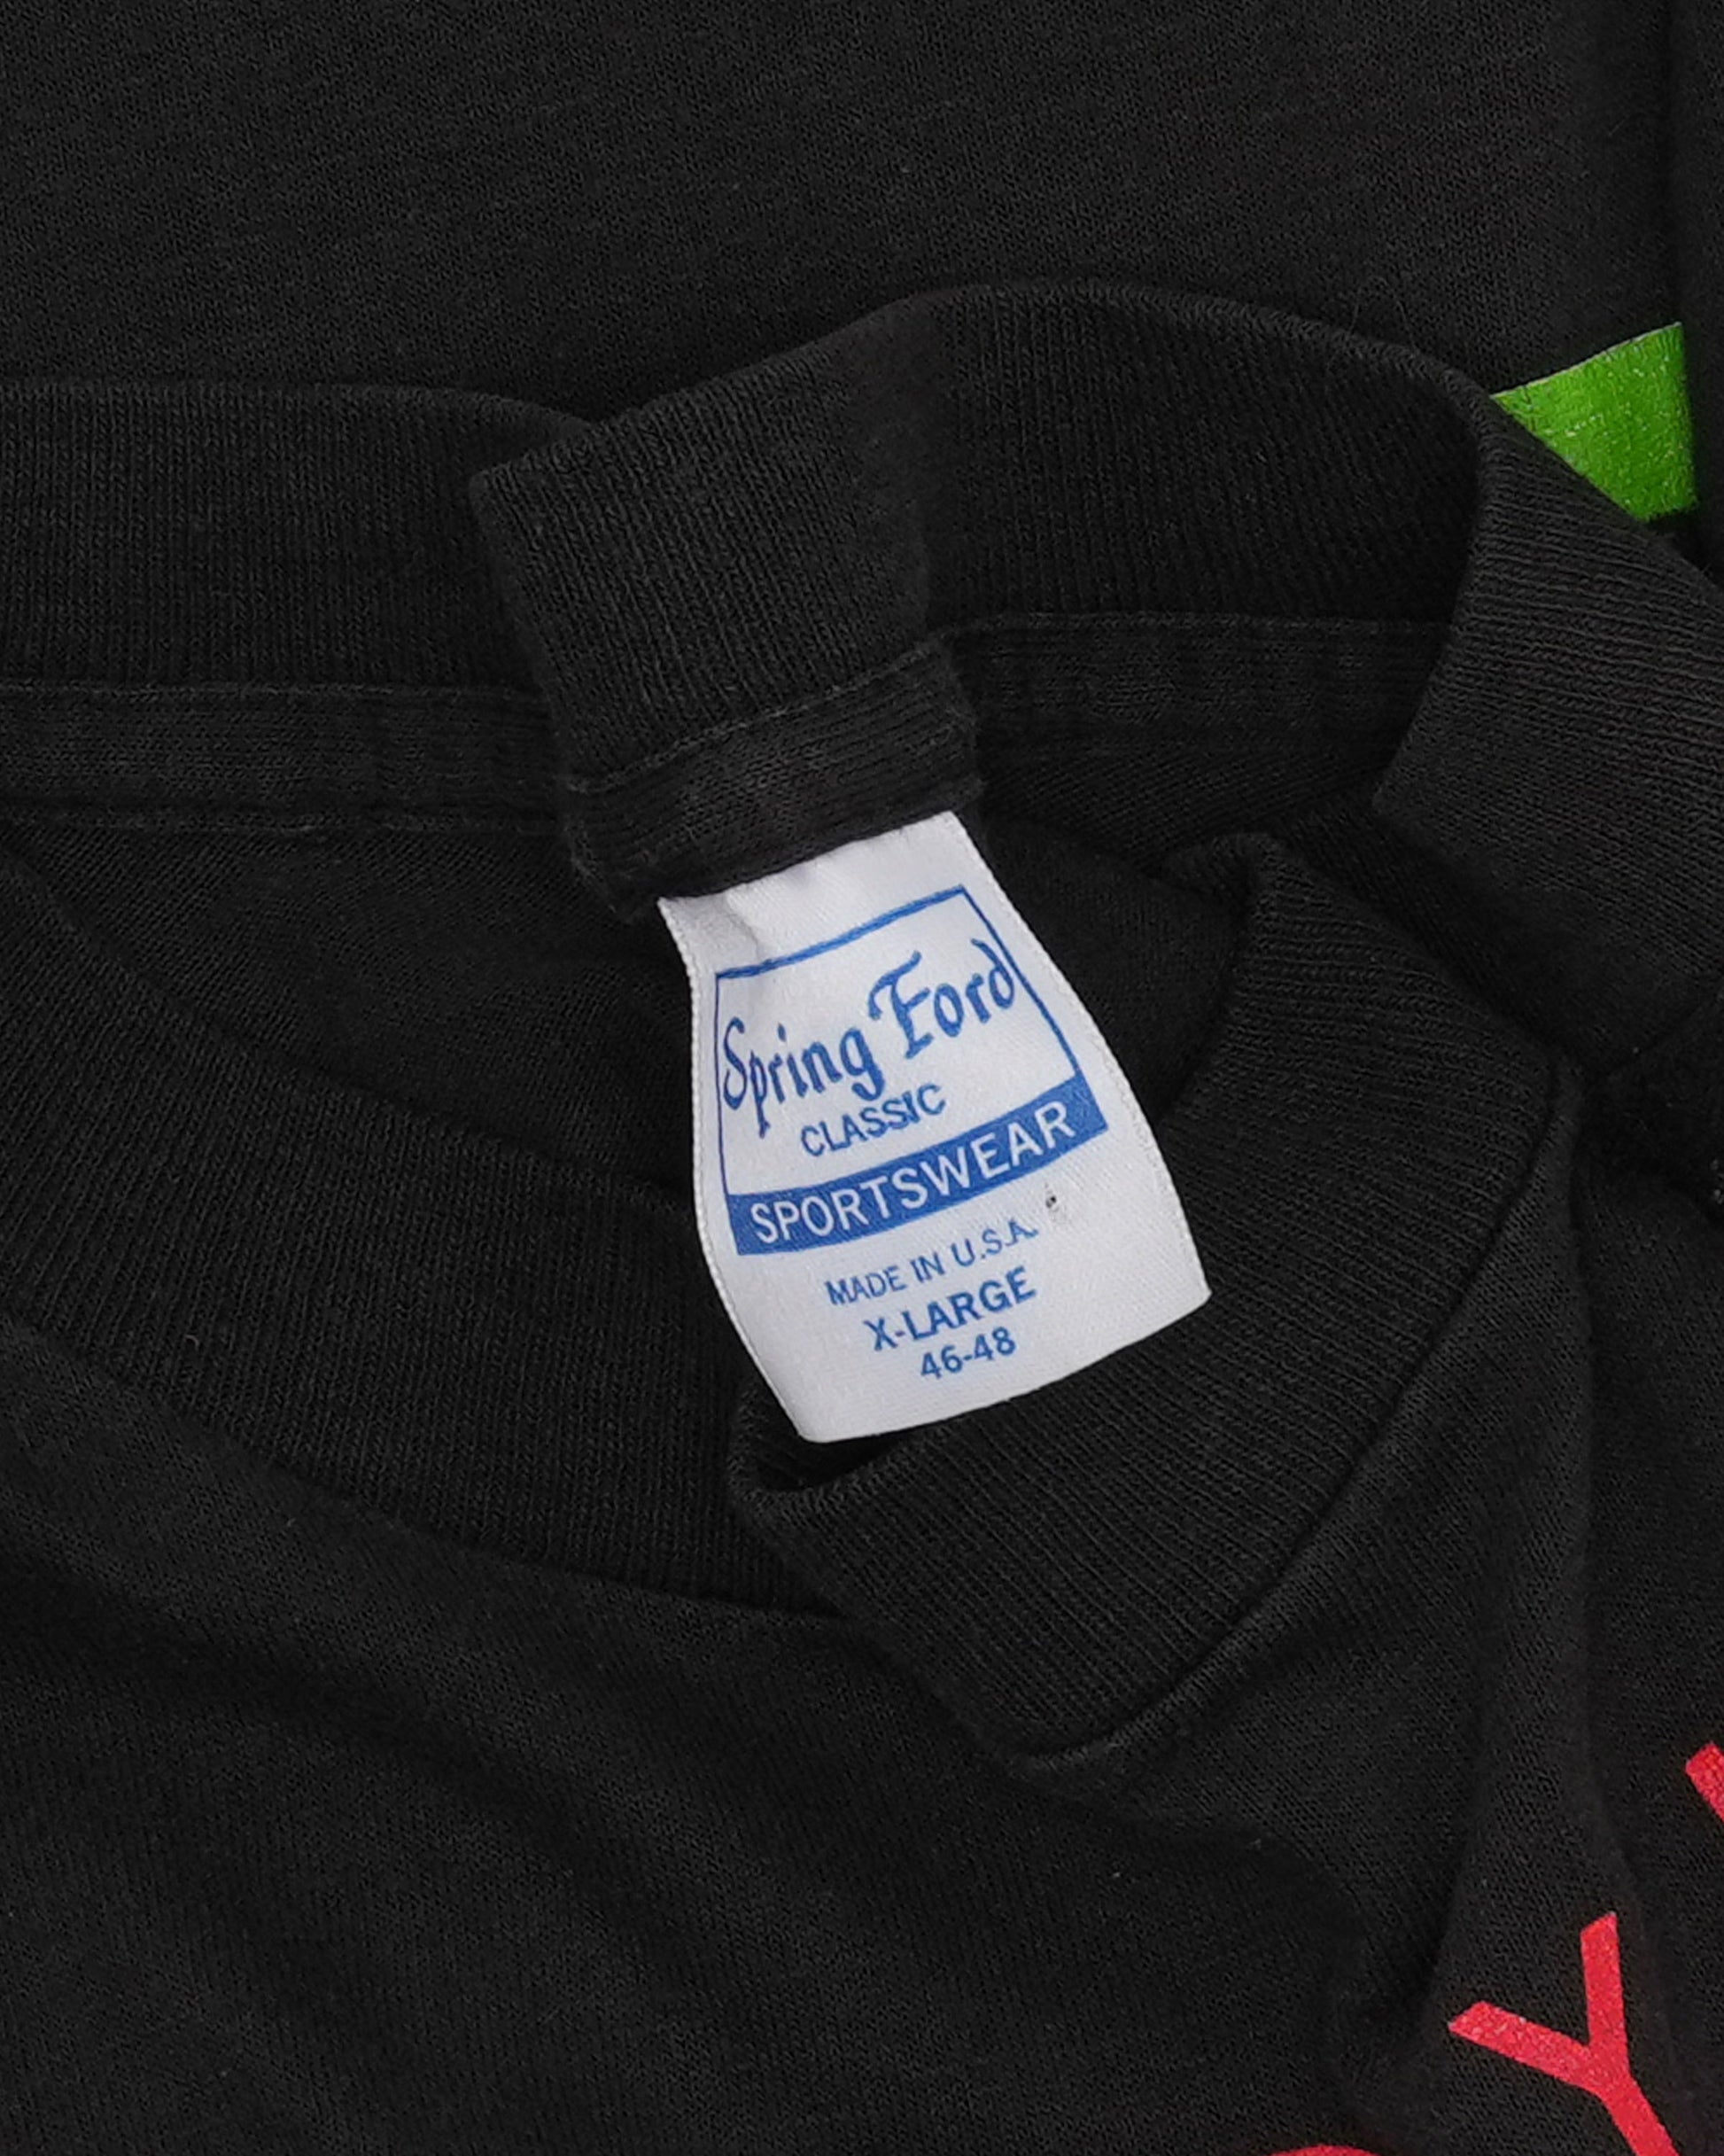 Spring Ford
CLASSIC
SPORTSWEAR
MADE IN U.S.A.
X-LARGE
46-48
Y